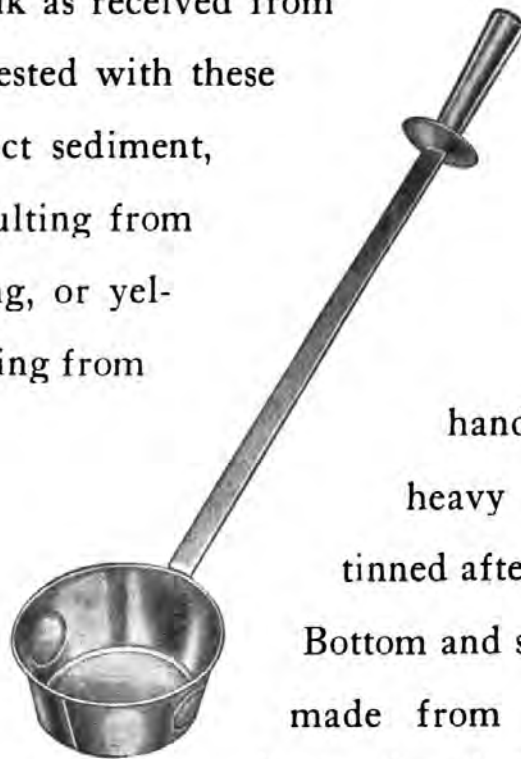 as received from
ested with these
ct sediment,
ulting from
ng, or yel-
ing from
hand
heavy
tinned afte
Bottom and s
made from